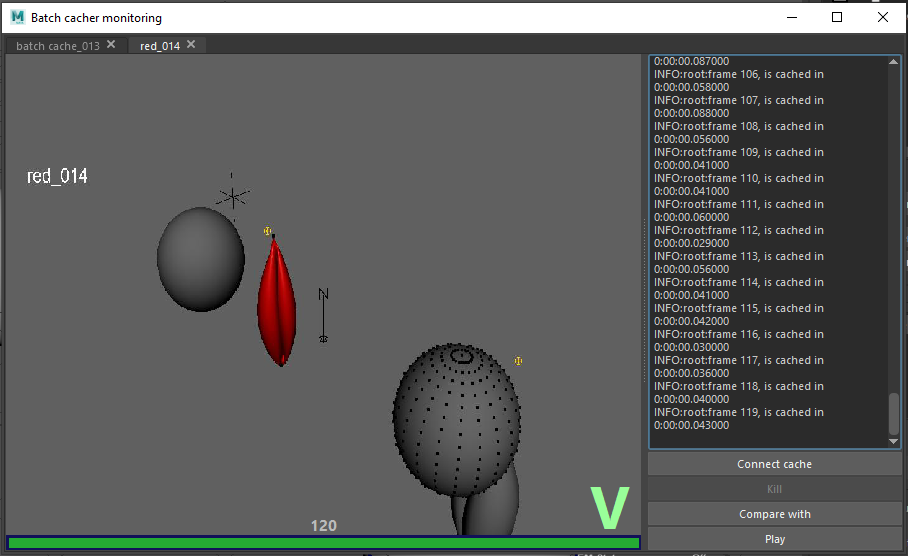 Batch cacher monitoring
batch cache_013
red_014
0:00:00.087000
INFO:root:frame 106, is cached in
0:00:00.058000
INFO:root:frame 107, is cached in
0:00:00.088000
INFO:root:frame 108, is cached in
0:00:00.056000
INFO:root:frame 109, is cached in
0:00:00.041000
INFO:root:frame 110, is cached in
0:00:00.041000
INFO:root:frame 111, is cached in
0:00:00.060000
INFO:root:frame 112, is cached in
0:00:00.029000
INFO:root:frame 113, is cached in
0:00:00.056000
INFO:root:frame 114, is cached in
0:00:00.041000
INFO:root:frame 115, is cached in
0:00:00.042000
INFO:root:frame 116, is cached in
0:00:00.030000
INFO:root:frame 117, is cached in
0:00:00.036000
INFO:root:frame 118, is cached in
0:00:00.040000
INFO:root:frame 119, is cached in
0:00:00.043000
red_014
N
V
120
Connect cache
Kill
Compare with
Play